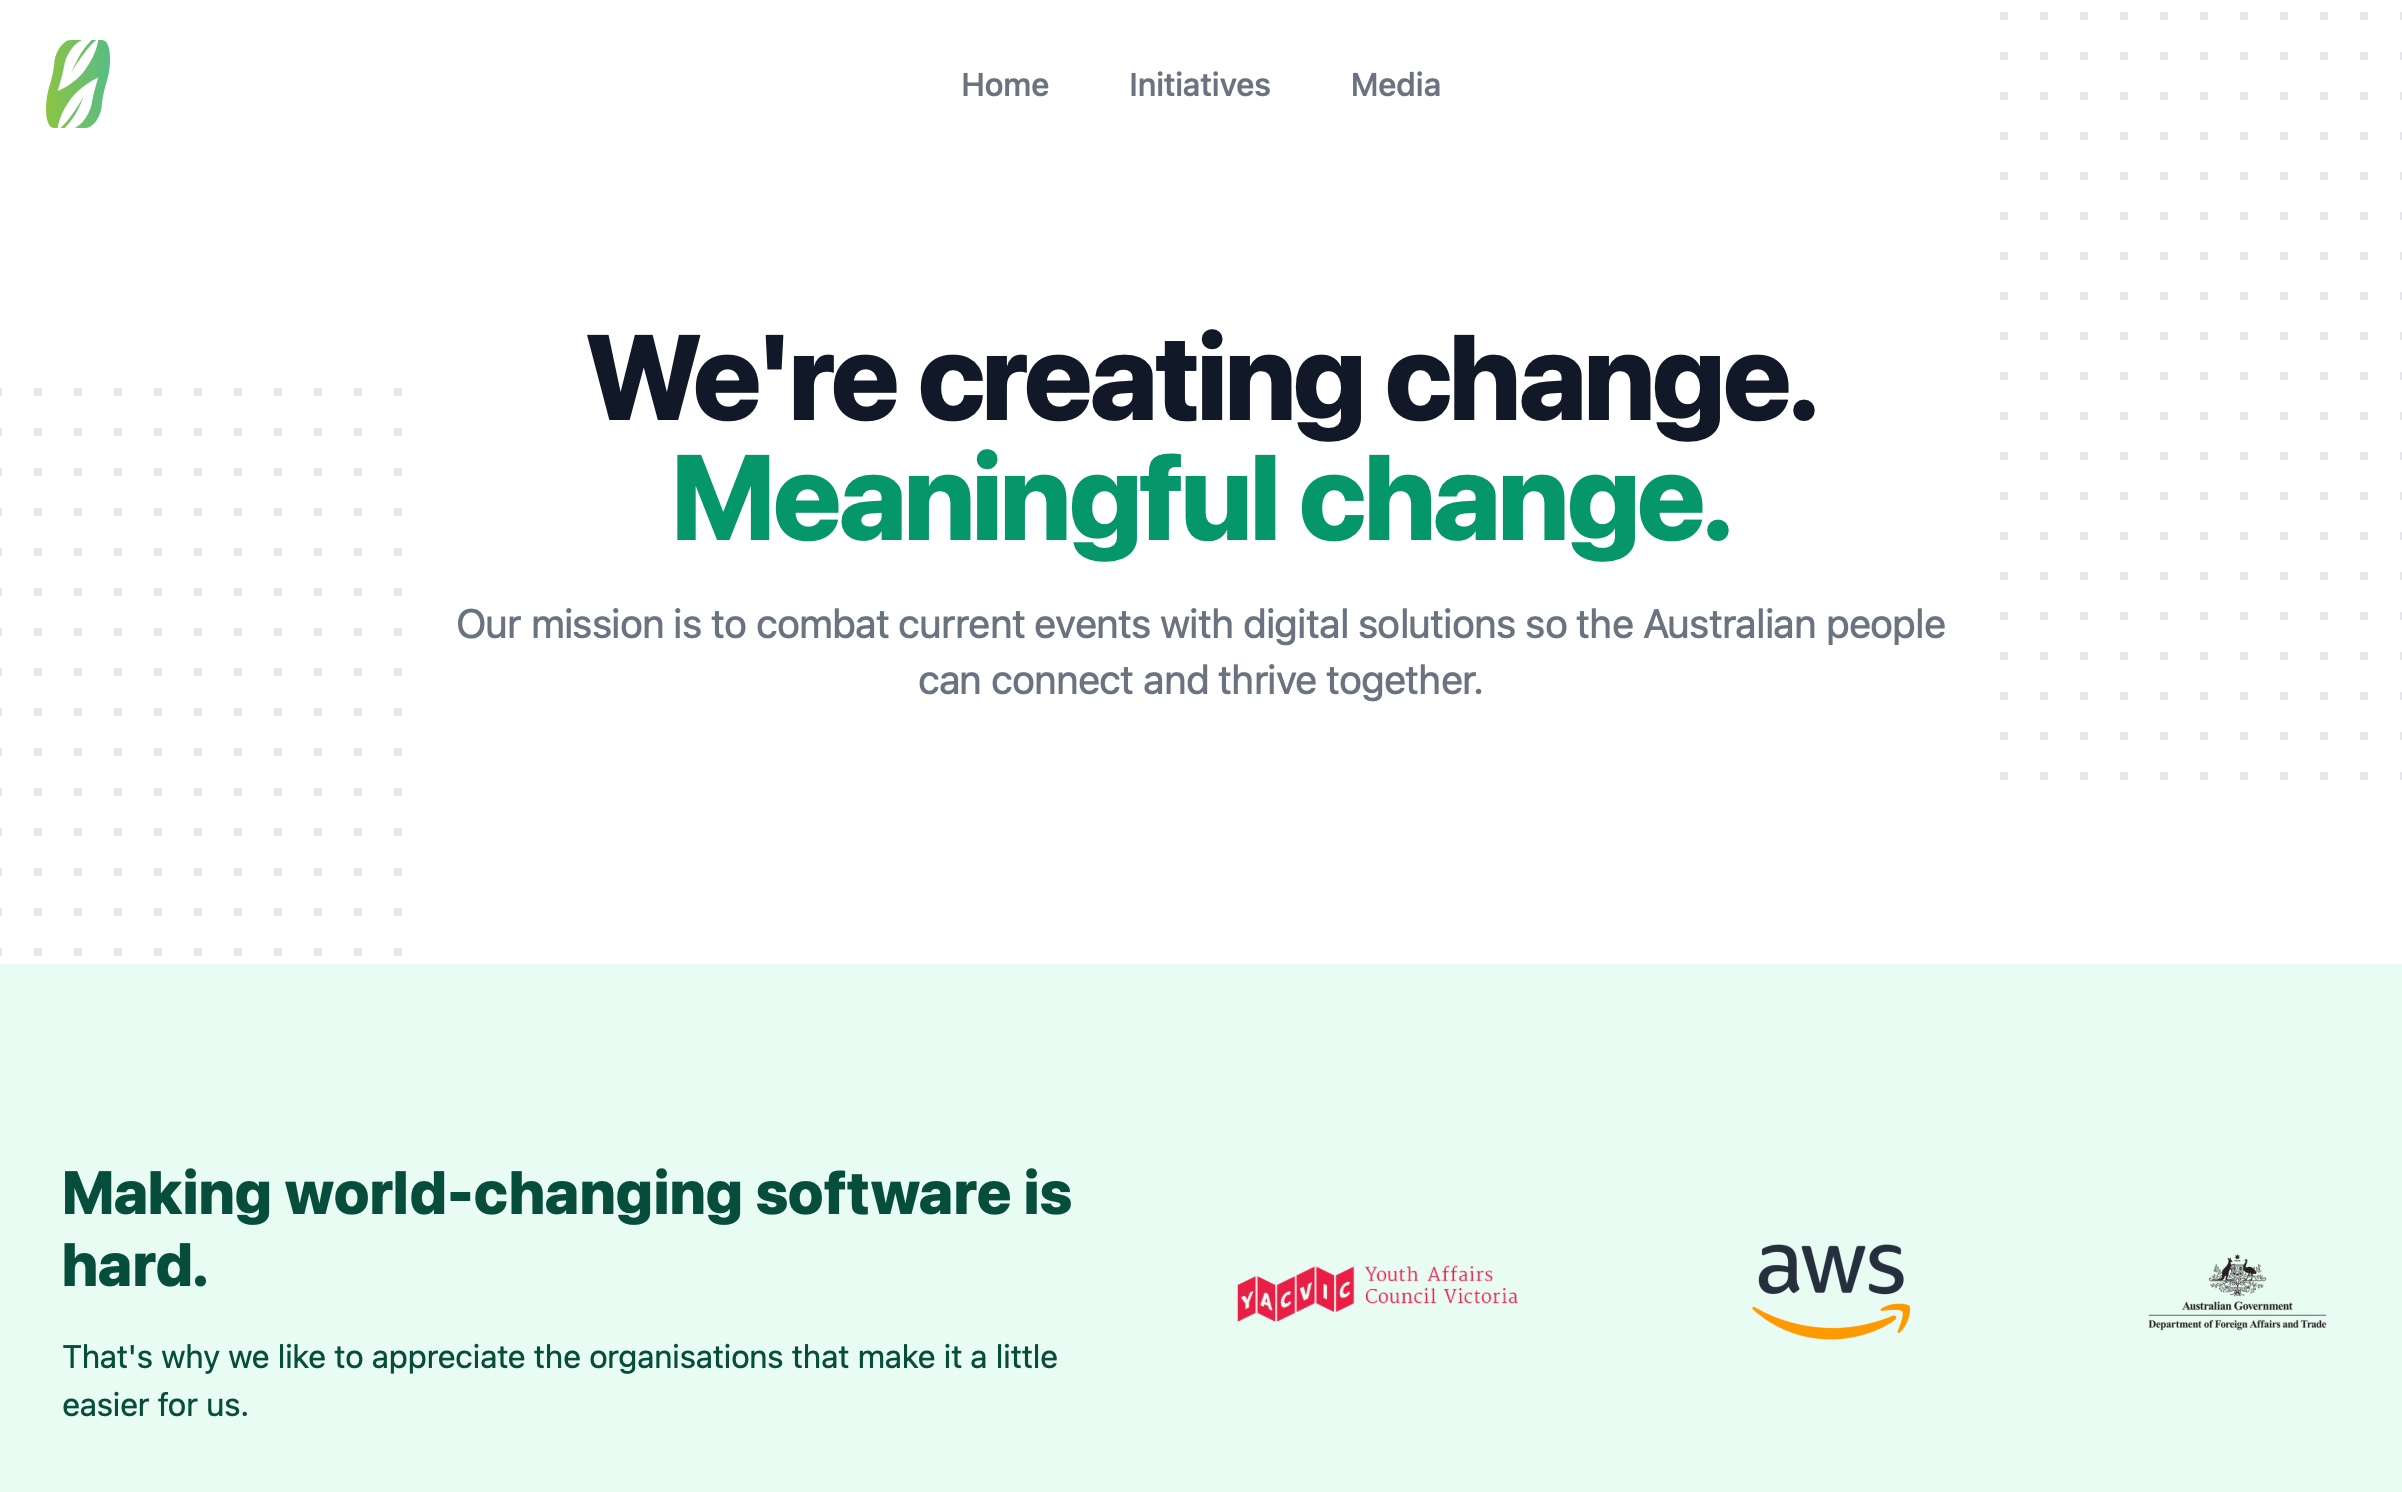 Home
Initiatives
Media
We're creating change.
Meaningful change.
Our mission is to combat current events with digital solutions so the Australian people
can connect and thrive together.
Making world-changing software is
hard.
That's why we like to appreciate the organisations that make it a little
easier for us.
YACVIC
Youth Affairs
Council Victoria
aws
Australian Government
Department of Foreign Affairs and Trade